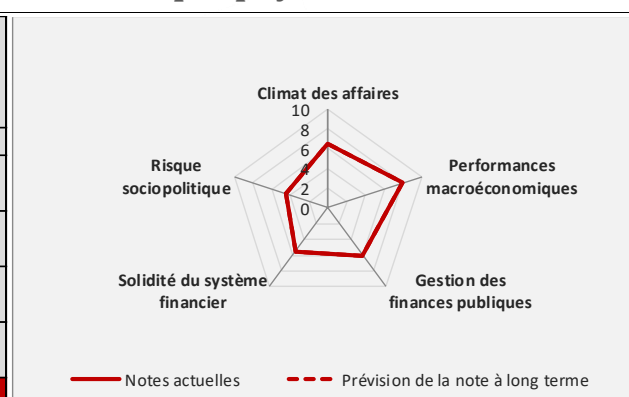 Climat des affaires
10
8
6
4
2
0
Performances
macroéconomiques
Gestion des
finances publiques
Solidité du système
financier
Risque
sociopolitique
Notes actuelles
Prévision de la note à long terme